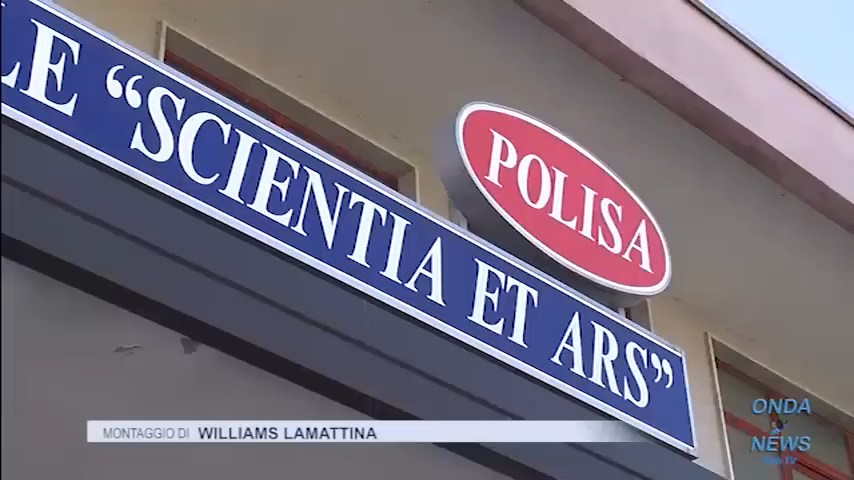 LE “SCIENTIA ET ARS”
POLISA
MONTAGGIO DI WILLIAMS LAMATTINA
ONDA
NEWS